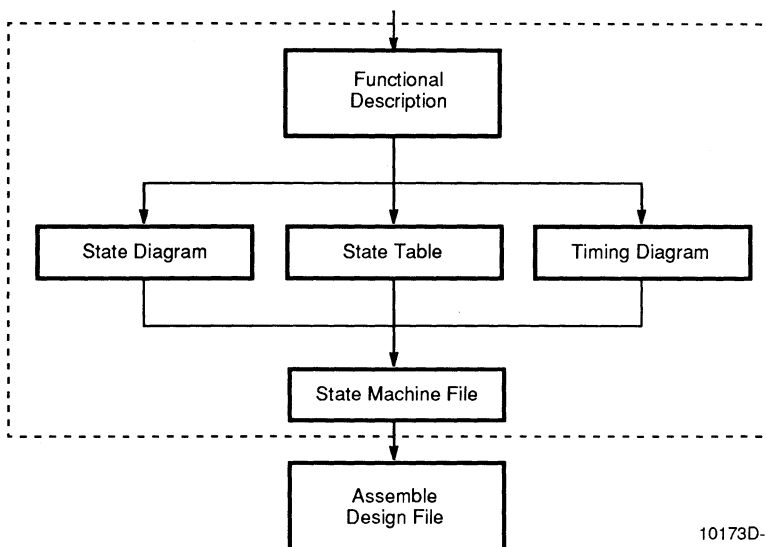 Functional
Description
State Diagram
State Table
Timing Diagram
State Machine File
Assemble
Design File
10173D-